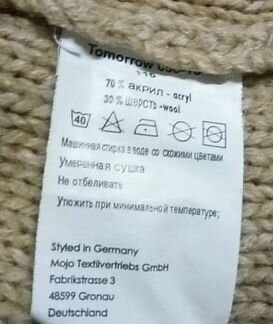 Tomorrow
116
70 % акрил - acryl
30 % шерсть -wool
40
Машинная стирка в воде со схожими цветами
Умеренная сушка
Не отбеливать
Утюжить при минимальной температуре;
Styled in Germany
Mojo Textilvertriebs GmbH
Fabrikstrasse 3
48599 Gronau
Deutschland